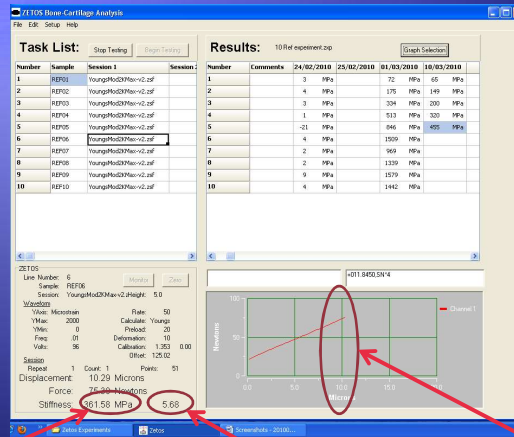 ZETOS Bone-Cartilage Analysis
File Edit Setup Help
Task List: Stop Testing Begin Testing
Number Sample Session 1 Session
1 REF01 YoungsMod2KMax-v2.zsf
2 REF02 YoungsMod2KMax-v2.zsf
3 REF03 YoungsMod2KMax-v2.zsf
4 REF04 YoungsMod2KMax-v2.zsf
5 REF05 YoungsMod2KMax-v2.zsf
6 REF06 YoungsMod2KMax-v2.zsf
7 REF07 YoungsMod2KMax-v2.zsf
8 REF08 YoungsMod2KMax-v2.zsf
9 REF09 YoungsMod2KMax-v2.zsf
10 REF10 YoungsMod2KMax-v2.zsf
Results: 10 Ref experiment.zxp Graph Selection
Number Comments 24/02/2010 25/02/2010 01/03/2010 10/03/2010
1 3 MPa 72 MPa 65 MPa
2 4 MPa 175 MPa 149 MPa
3 3 MPa 334 MPa 200 MPa
4 1 MPa 513 MPa 320 MPa
5 -21 MPa 846 MPa 455 MPa
6 4 MPa 1509 MPa
7 2 MPa 969 MPa
8 2 MPa 1339 MPa
9 9 MPa 1579 MPa
10 4 MPa 1442 MPa
ZETOS
Line Number: 6 Monitor Zero
Sample: REF06
Session: YoungsMod2KMax-v2.zsf Height: 5.0
Waveform
YAxis: Microstrain Rate: 50
YMax: 2000 Calculate: Youngs
YMin: 0 Preload: 20
Freq: .01 Deformation: 10
Volts: 96 Calibration: 1.353 0.00
Offset: 125.02
Session
Repeat 1 Count: 1 Points: 51
Displacement: 10.29 Microns
Force: 75.39 Newtons
Stiffness: 361.58 MPa 5.68
+011.8450,SN*4
100
50
0
Newtons
0.0 5.0 10.0 15.0
Microns
Channel 1
Zetos Experiments Zetos Screenshots - 20100...